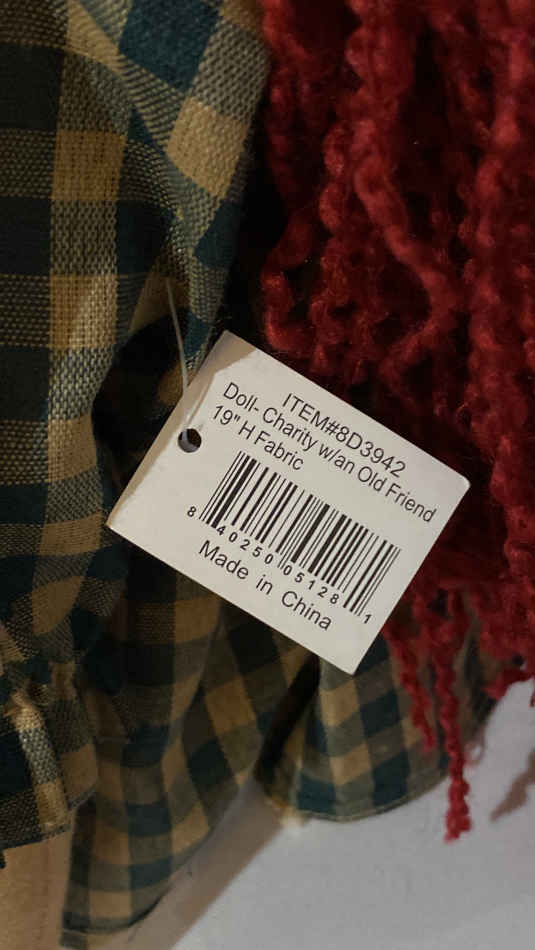 ITEM#8D3942
Doll- Charity w/an Old Friend
19" H Fabric
8 40250 05128 1
Made in China